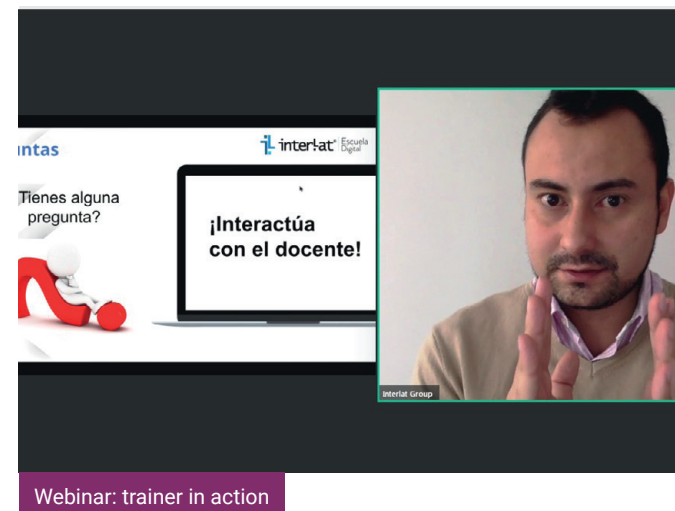 untas
interlat Escuela
Digital
¿Tienes alguna
pregunta?
¡Interactúa
con el docente!
Interlat Group
Webinar: trainer in action